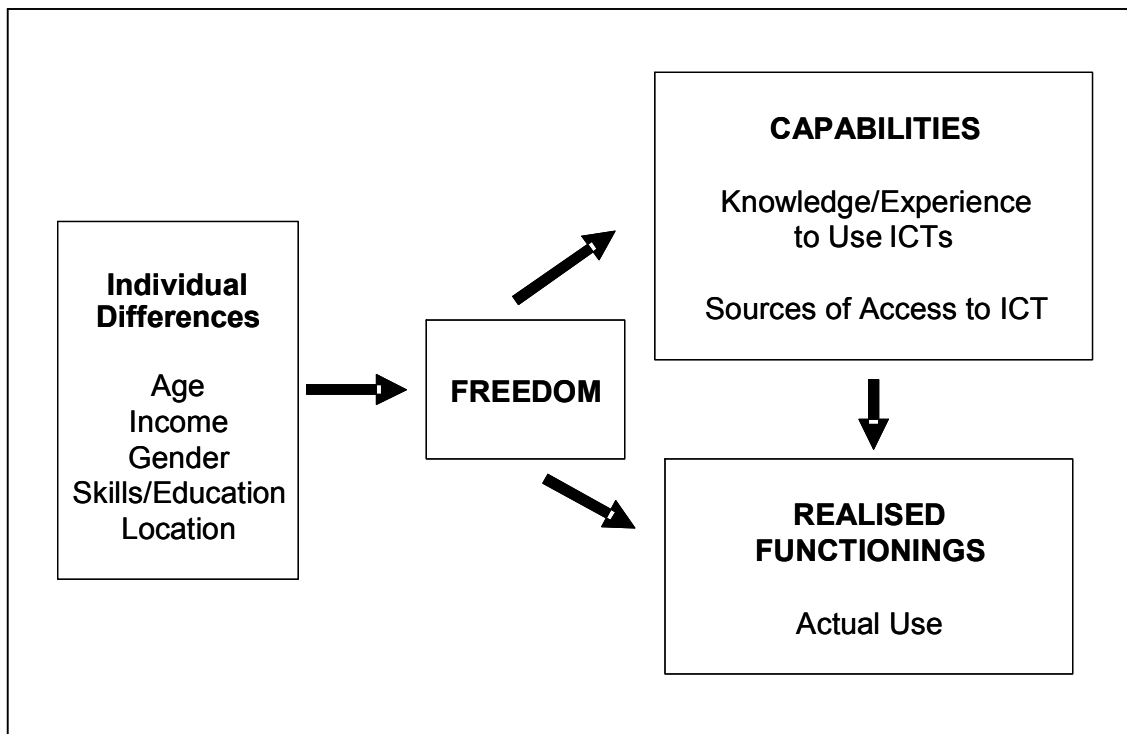 Individual
Differences
Age
Income
Gender
Skills/Education
Location
FREEDOM
CAPABILITIES
Knowledge/Experience
to Use ICTs
Sources of Access to ICT
REALISED
FUNCTIONINGS
Actual Use